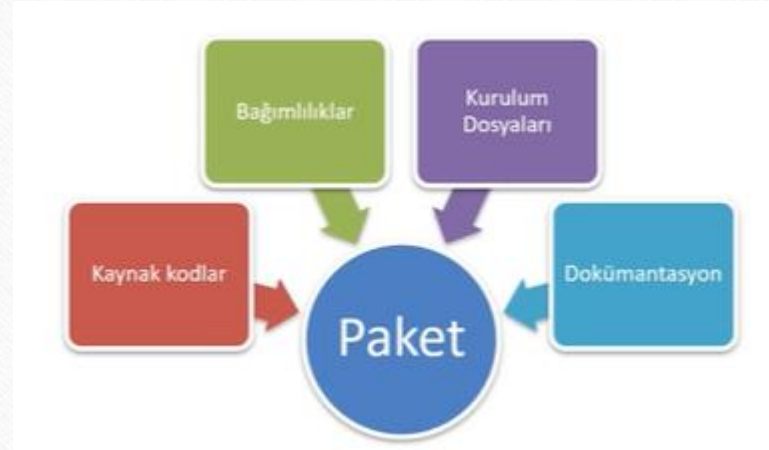 Bağımlılıklar
Kurulum
Dosyaları
Kaynak kodlar
Dokümantasyon
Paket